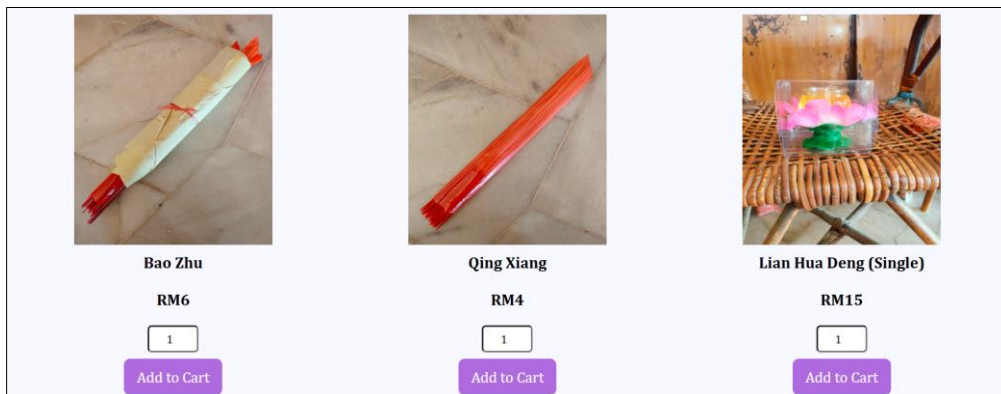 Bao Zhu
Qing Xiang
Lian Hua Deng (Single)
RM6
RM4
RM15
1
1
1
Add to Cart
Add to Cart
Add to Cart